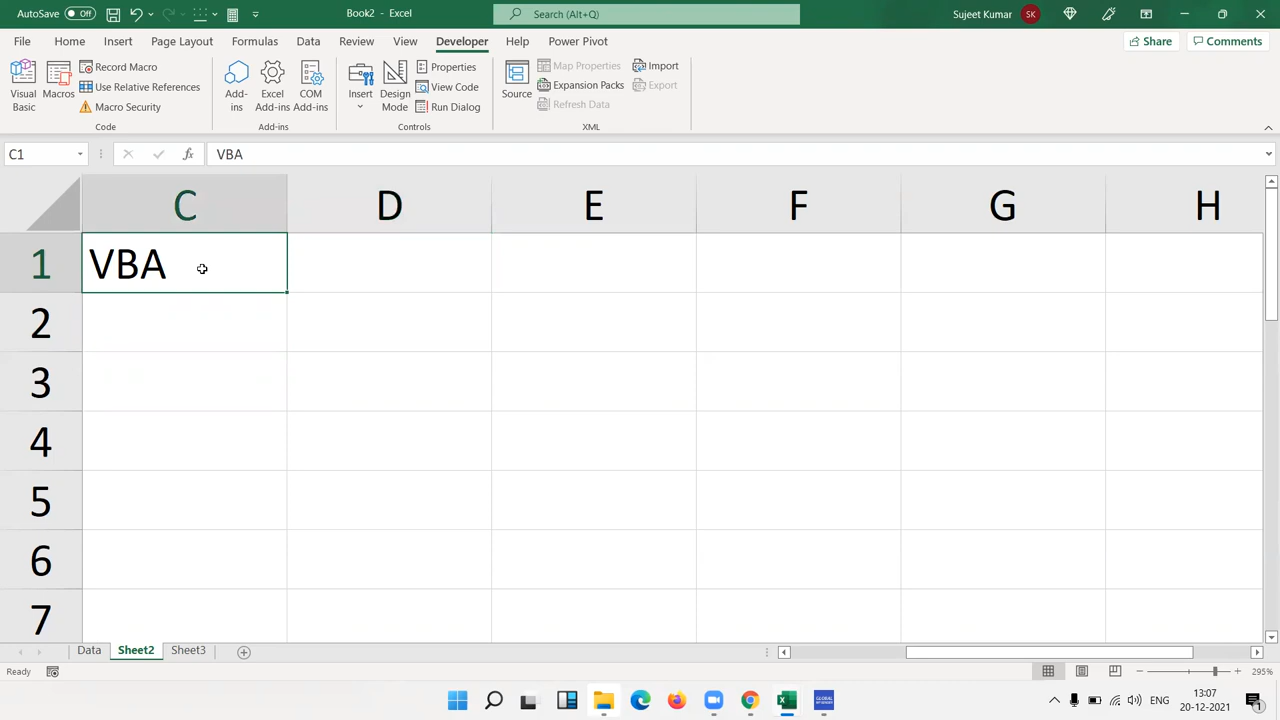 AutoSave Off Book2 - Excel Search (Alt+Q) Sujeet Kumar SK
File Home Insert Page Layout Formulas Data Review View Developer Help Power Pivot Share Comments
Visual Basic
Macros
Record Macro
Use Relative References
Macro Security
Code
Add-ins
Excel Add-ins
COM Add-ins
Add-ins
Insert
Design Mode
Properties
View Code
Run Dialog
Controls
Source
Map Properties
Expansion Packs
Refresh Data
Import
Export
XML
C1 fx VBA
C D E F G H
1 VBA
2
3
4
5
6
7
Data Sheet2 Sheet3
Ready 295%
ENG 13:07
20-12-2021
1